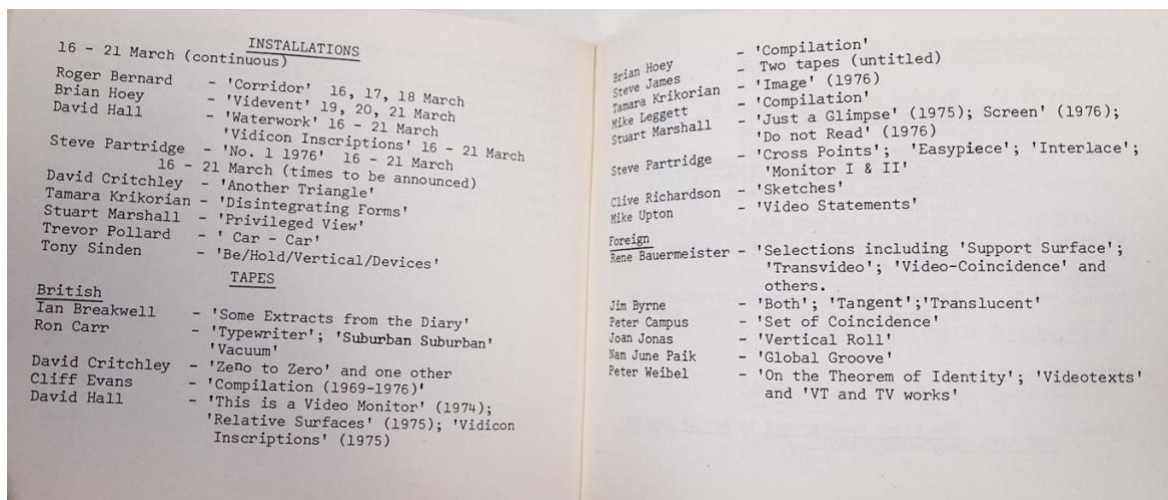 INSTALLATIONS
16 - 21 March (continuous)
Roger Bernard - 'Corridor' 16, 17, 18 March
Brian Hoey - 'Videvent' 19, 20, 21 March
David Hall - 'Waterwork' 16 - 21 March
'Vidicon Inscriptions' 16 - 21 March
Steve Partridge - 'No. 1 1976' 16 - 21 March
16 - 21 March (times to be announced)
David Critchley - 'Another Triangle'
Tamara Krikorian - 'Disintegrating Forms'
Stuart Marshall - 'Privileged View'
Trevor Pollard - ' Car - Car'
Tony Sinden - 'Be/Hold/Vertical/Devices'
TAPES
British
Ian Breakwell - 'Some Extracts from the Diary'
Ron Carr - 'Typewriter'; 'Suburban Suburban'
'Vacuum'
David Critchley - 'Zeno to Zero' and one other
Cliff Evans - 'Compilation (1969-1976)'
David Hall - 'This is a Video Monitor' (1974);
'Relative Surfaces' (1975); 'Vidicon
Inscriptions' (1975)
Brian Hoey - 'Compilation'
Steve James - Two tapes (untitled)
Tamara Krikorian - 'Image' (1976)
Mike Leggett - 'Compilation'
Stuart Marshall - 'Just a Glimpse' (1975); Screen' (1976);
'Do not Read' (1976)
Steve Partridge - 'Cross Points'; 'Easypiece'; 'Interlace';
'Monitor I & II'
Clive Richardson - 'Sketches'
Mike Upton - 'Video Statements'
Foreign
Rene Bauermeister - 'Selections including 'Support Surface';
'Transvideo'; 'Video-Coincidence' and
others.
Jim Byrne - 'Both'; 'Tangent';'Translucent'
Peter Campus - 'Set of Coincidence'
Joan Jonas - 'Vertical Roll'
Nam June Paik - 'Global Groove'
Peter Weibel - 'On the Theorem of Identity'; 'Videotexts'
and 'VT and TV works'